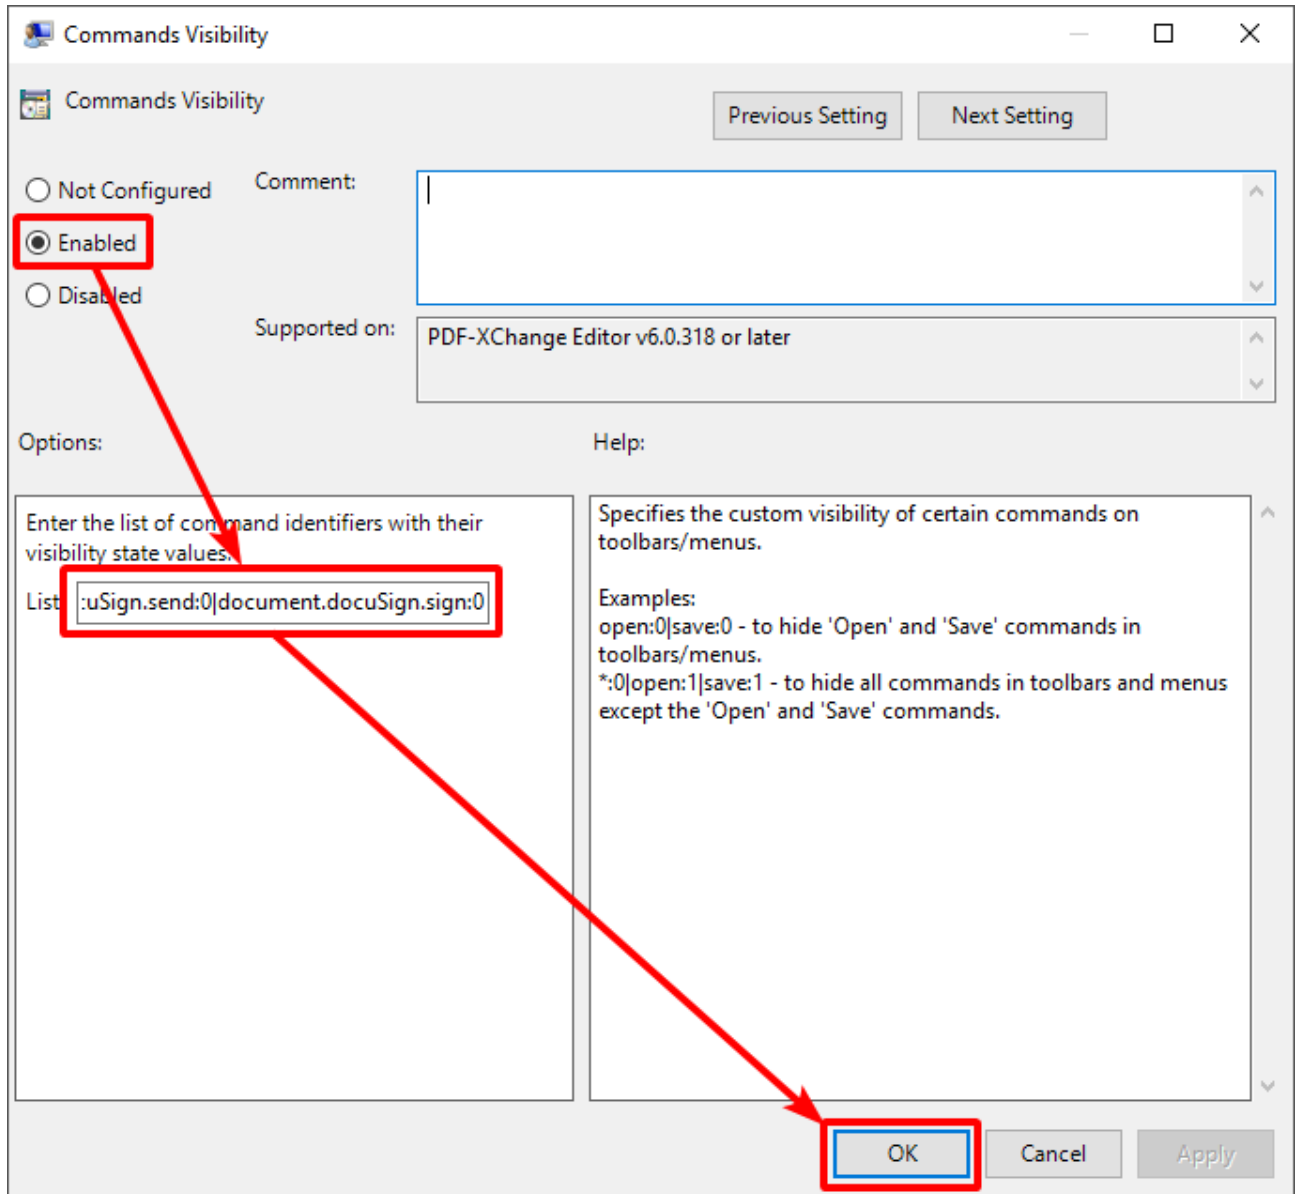 Commands Visibility
Commands Visibility
Previous Setting
Next Setting
Not Configured
Comment:
Enabled
Disabled
Supported on:
PDF-XChange Editor v6.0.318 or later
Options:
Help:
Enter the list of command identifiers with their
visibility state values.
List
:uSign.send:0|document.docuSign.sign:0
Specifies the custom visibility of certain commands on
toolbars/menus.
Examples:
open:0|save:0 - to hide 'Open' and 'Save' commands in
toolbars/menus.
*:0|open:1|save:1 - to hide all commands in toolbars and menus
except the 'Open' and 'Save' commands.
OK
Cancel
Apply